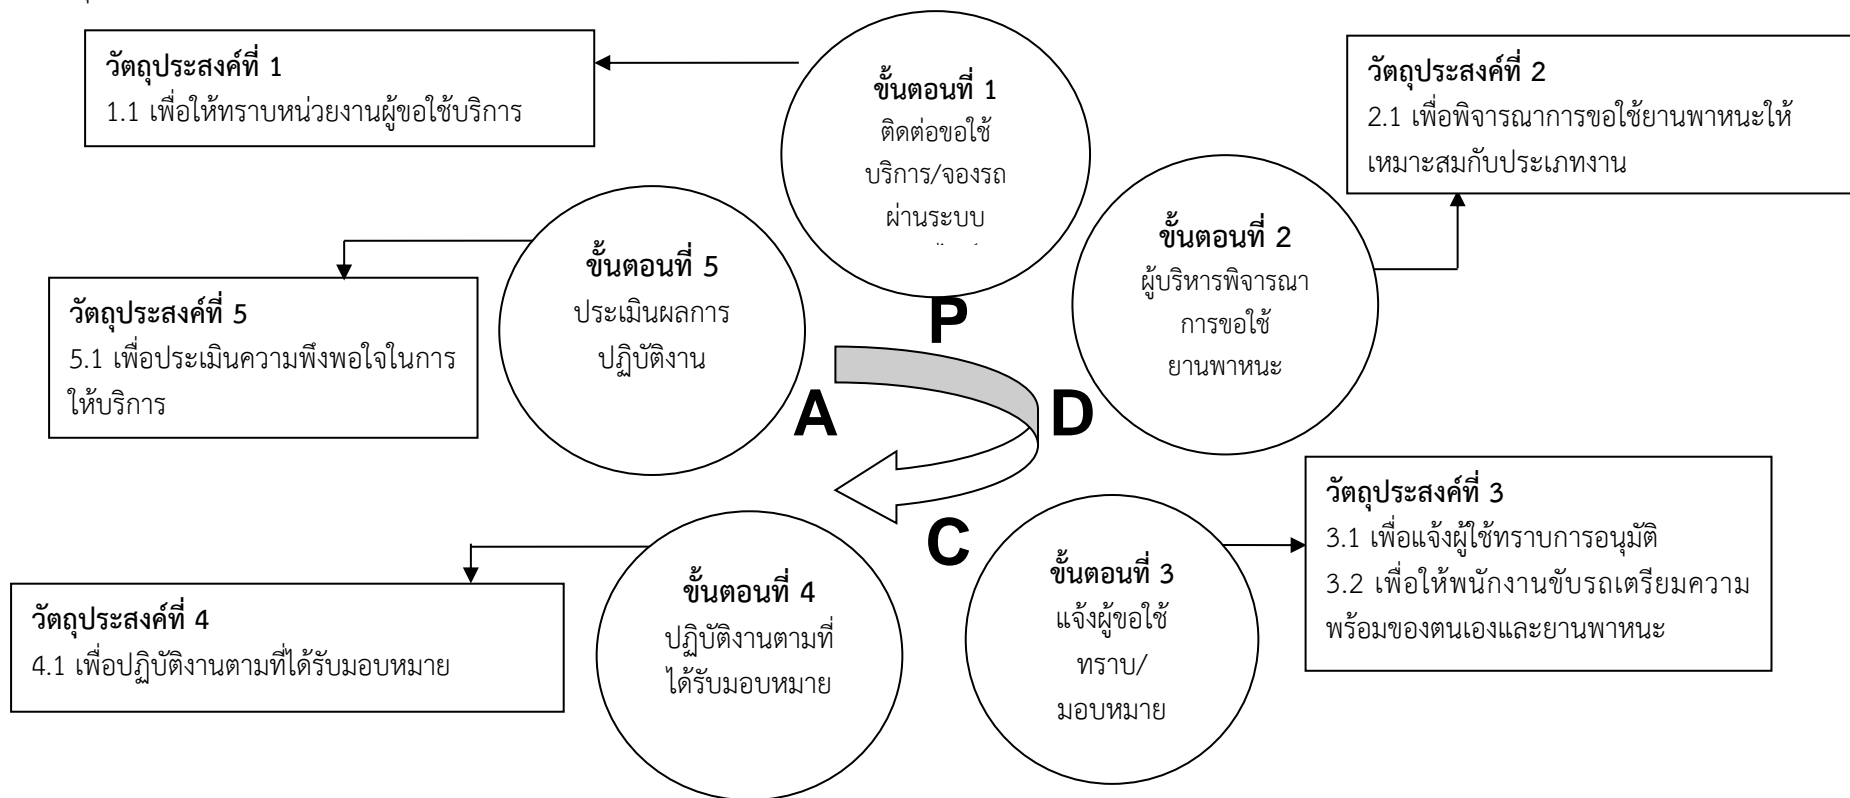 วัตถุประสงค์ที่ 1
1.1 เพื่อให้ทราบหน่วยงานผู้ขอใช้บริการ
ขั้นตอนที่ 1
ติดต่อขอใช้
บริการ/จองรถ
ผ่านระบบ
วัตถุประสงค์ที่ 2
2.1 เพื่อพิจารณาการขอใช้ยานพาหนะให้
เหมาะสมกับประเภทงาน
ขั้นตอนที่ 2
ผู้บริหารพิจารณา
การขอใช้
ยานพาหนะ
ขั้นตอนที่ 5
ประเมินผลการ
ปฏิบัติงาน
วัตถุประสงค์ที่ 5
5.1 เพื่อประเมินความพึงพอใจในการ
ให้บริการ
P
A
D
C
วัตถุประสงค์ที่ 3
3.1 เพื่อแจ้งผู้ใช้ทราบการอนุมัติ
3.2 เพื่อให้พนักงานขับรถเตรียมความ
พร้อมของตนเองและยานพาหนะ
ขั้นตอนที่ 3
แจ้งผู้ขอใช้
ทราบ/
มอบหมาย
ขั้นตอนที่ 4
ปฏิบัติงานตามที่
ได้รับมอบหมาย
วัตถุประสงค์ที่ 4
4.1 เพื่อปฏิบัติงานตามที่ได้รับมอบหมาย